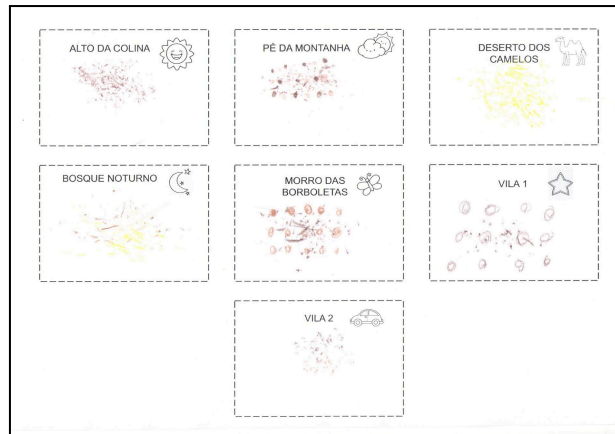 ALTO DA COLINA
PÉ DA MONTANHA
DESERTO DOS
CAMELOS
BOSQUE NOTURNO
MORRO DAS
BORBOLETAS
VILA 1
VILA 2